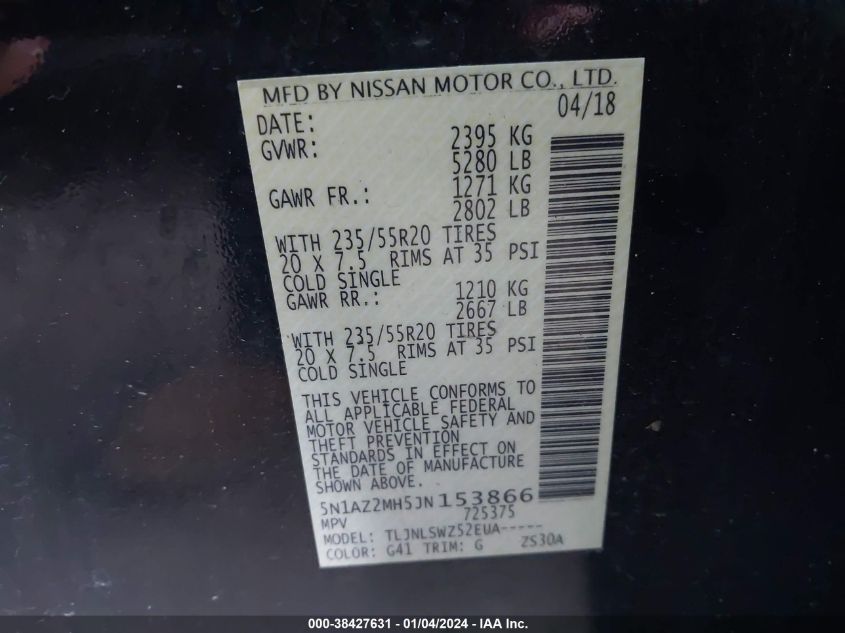 MFD BY NISSAN MOTOR CO., LTD.
DATE: 04/18
GVWR: 2395 KG
5280 LB
GAWR FR.: 1271 KG
2802 LB
WITH 235/55R20 TIRES
20 X 7.5 RIMS AT 35 PSI
COLD SINGLE
GAWR RR.: 1210 KG
2667 LB
WITH 235/55R20 TIRES
20 X 7.5 RIMS AT 35 PSI
COLD SINGLE
THIS VEHICLE CONFORMS TO
ALL APPLICABLE FEDERAL
MOTOR VEHICLE SAFETY AND
THEFT PREVENTION
STANDARDS IN EFFECT ON
THE DATE OF MANUFACTURE
SHOWN ABOVE.
5N1AZ2MH5JN153866
MPV 725375
MODEL: TLJNLSWZ52EUA-----
COLOR: G41 TRIM: G ZS30A
000-38427631 - 01/04/2024 - IAA Inc.